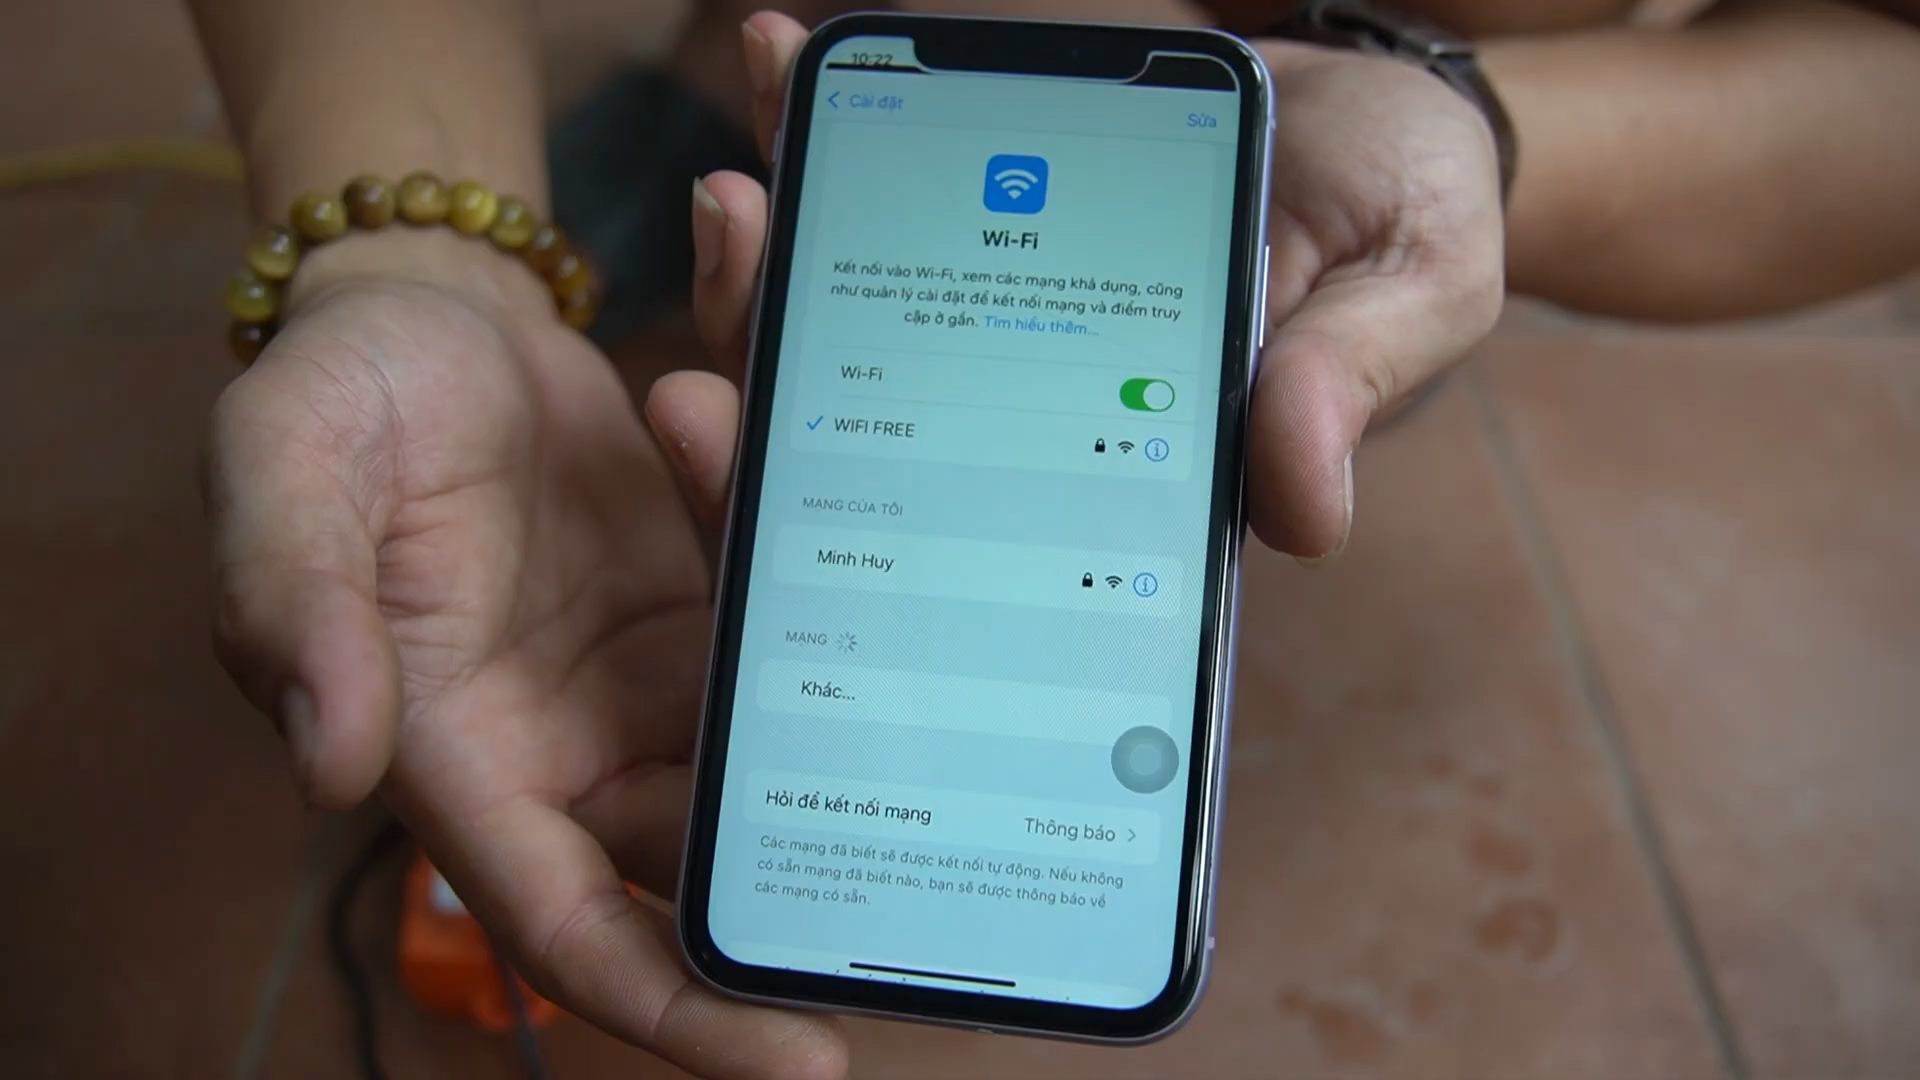 10:22
Cài đặt
Sửa
Wi-Fi
Kết nối vào Wi-Fi, xem các mạng khả dụng, cũng
như quản lý cài đặt để kết nối mạng và điểm truy
cập ở gần. Tìm hiểu thêm...
Wi-Fi
WIFI FREE
MẠNG CỦA TÔI
Minh Huy
MẠNG
Khác...
Hỏi để kết nối mạng
Thông báo
Các mạng đã biết sẽ được kết nối tự động. Nếu không
có sẵn mạng đã biết nào, bạn sẽ được thông báo về
các mạng có sẵn.